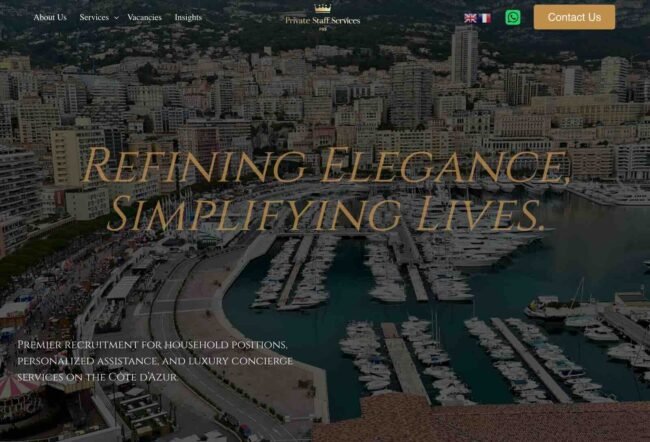 About Us
Services
Vacancies
Insights
Private Staff Services
Contact Us
Refining Elegance,
Simplifying Lives.
Premier recruitment for household positions,
personalized assistance, and luxury concierge
services on the Côte d'Azur